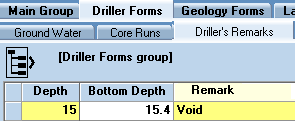 Main Group Driller Forms Geology Forms
Ground Water Core Runs Driller's Remarks
[Driller Forms group]
Depth Bottom Depth Remark
15 15.4 Void